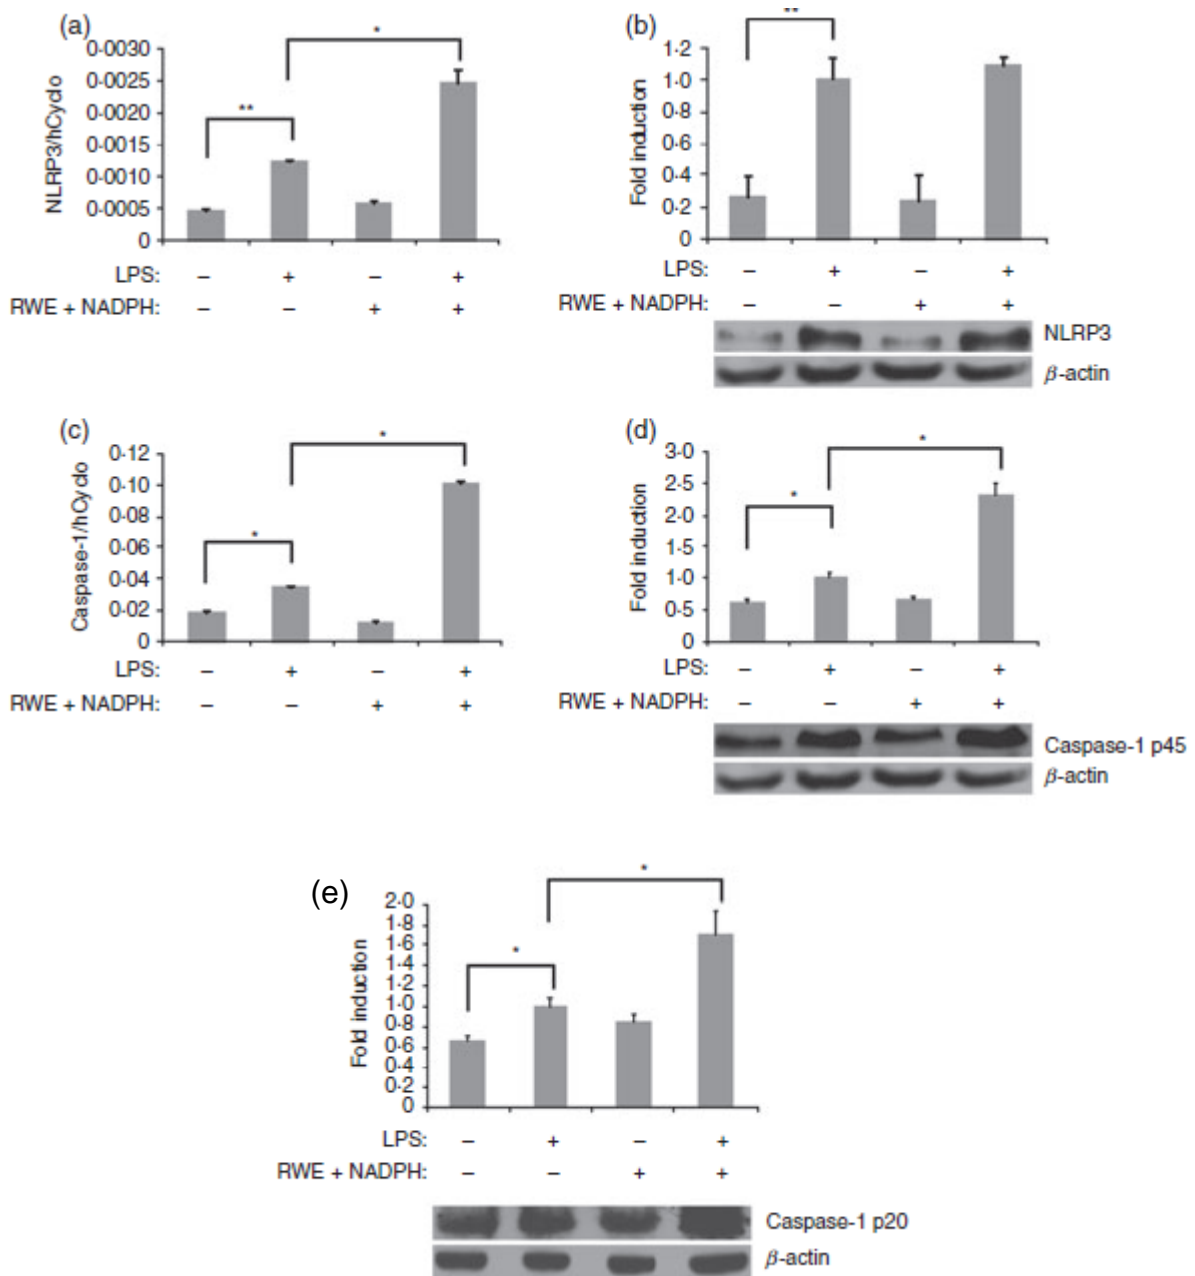 (a)
*
**
NLRP3/hCyclo
0·0030
0·0025
0·0020
0·0015
0·0010
0·0005
0
LPS: – + – +
RWE + NADPH: – – + +
(b)
**
Fold induction
1·2
1·0
0·8
0·6
0·4
0·2
0
LPS: – + – +
RWE + NADPH: – – + +
NLRP3
β-actin
(c)
*
*
Caspase-1/hCyclo
0·12
0·10
0·08
0·06
0·04
0·02
0
LPS: – + – +
RWE + NADPH: – – + +
(d)
*
*
Fold induction
3·0
2·5
2·0
1·5
1·0
0·5
0
LPS: – + – +
RWE + NADPH: – – + +
Caspase-1 p45
β-actin
(e)
*
*
Fold induction
2·0
1·8
1·6
1·4
1·2
1·0
0·8
0·6
0·4
0·2
0
LPS: – + – +
RWE + NADPH: – – + +
Caspase-1 p20
β-actin